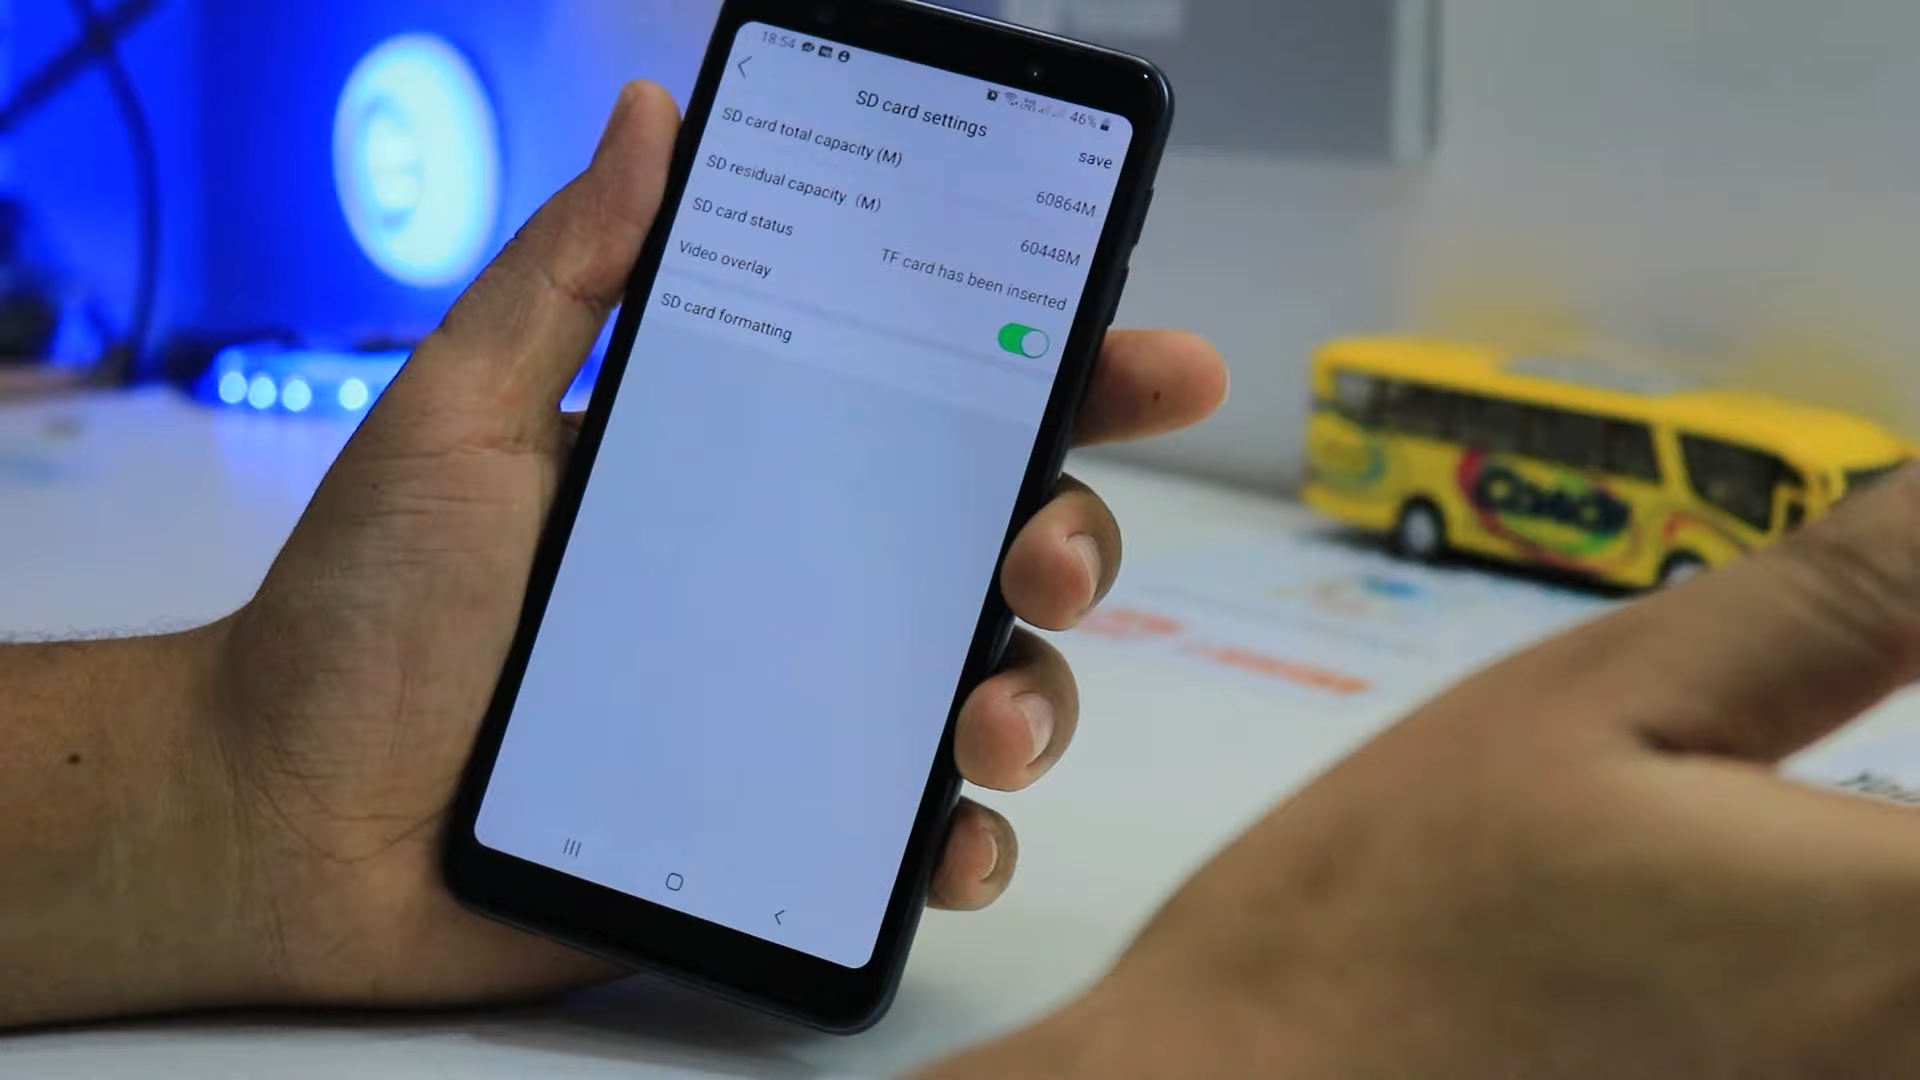 18:54
46%
SD card settings
save
SD card total capacity (M)
60864M
SD residual capacity (M)
60448M
SD card status
TF card has been inserted
Video overlay
SD card formatting